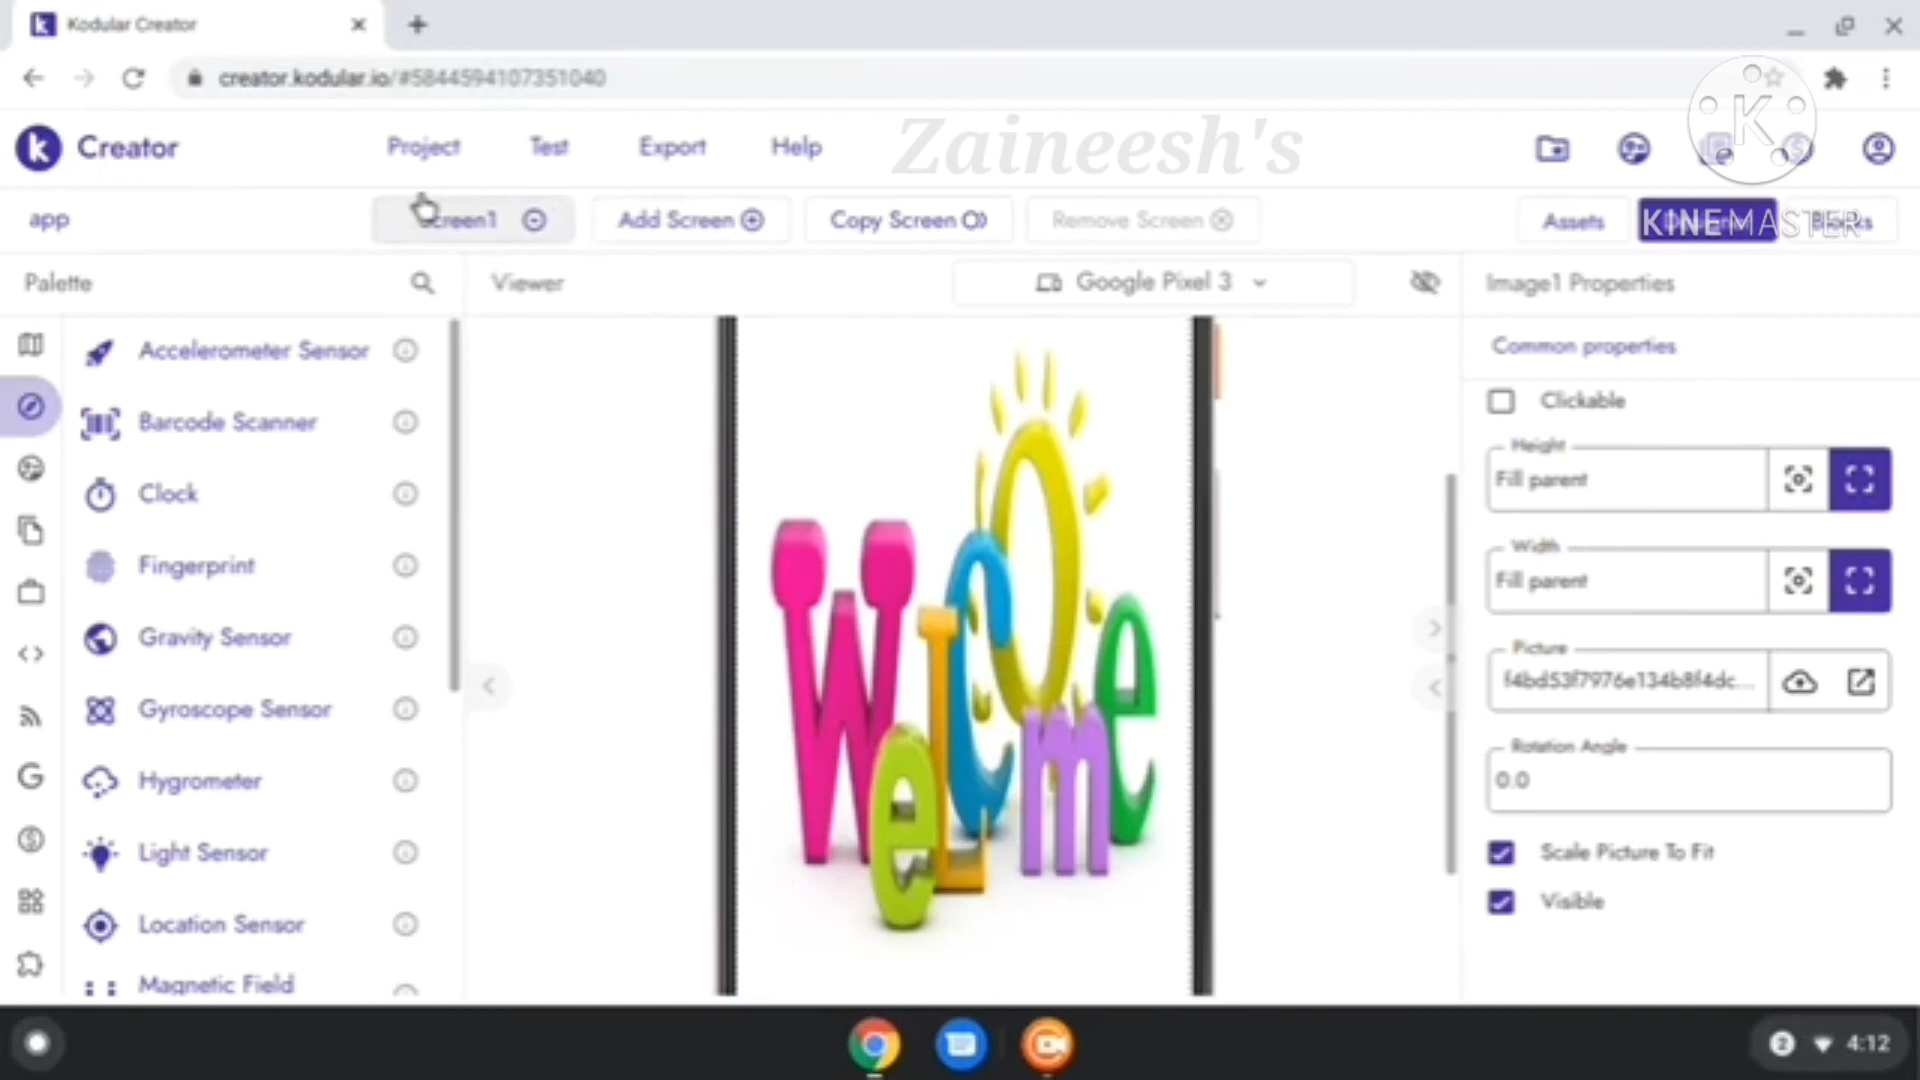 Kodular Creator
creator.kodular.io/#5844594107351040
Creator
Project
Test
Export
Help
Zaineesh's
K
app
Screen1
Add Screen
Copy Screen
Remove Screen
Assets
KINEMASTER
Palette
Viewer
Google Pixel 3
Image1 Properties
Accelerometer Sensor
Common properties
Clickable
Barcode Scanner
Height
Fill parent
Clock
Width
Fill parent
Fingerprint
Gravity Sensor
Picture
f4bd53f7976e134b8f4dc...
Gyroscope Sensor
Rotation Angle
0.0
Hygrometer
Light Sensor
Scale Picture To Fit
Visible
Location Sensor
Magnetic Field
Welcome
4:12